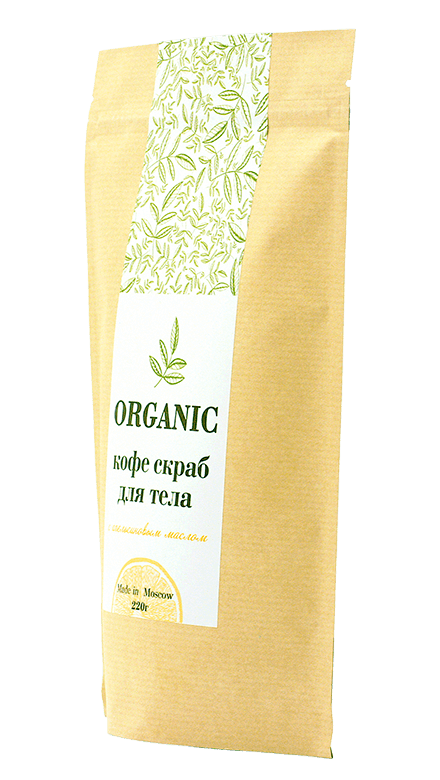 ORGANIC
кофе скраб
для тела
с апельсиновым маслом
Made in Moscow
220г